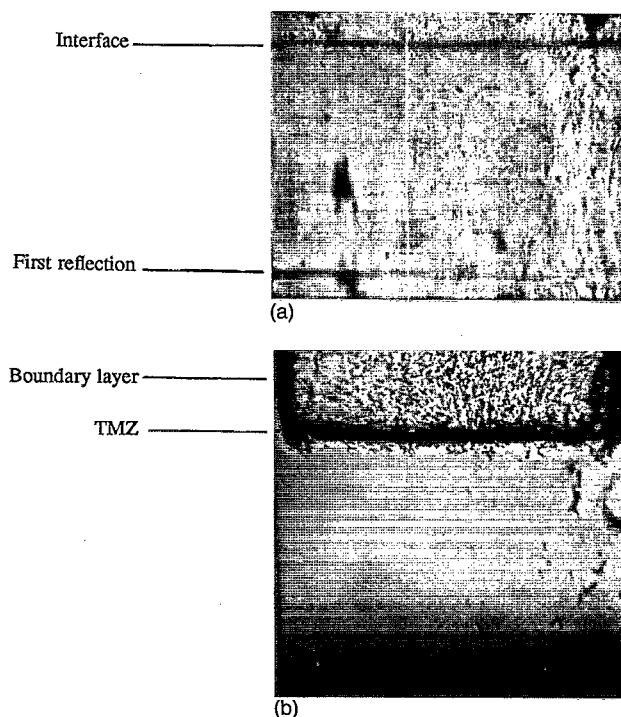 Interface
First reflection
(a)
Boundary layer
TMZ
(b)